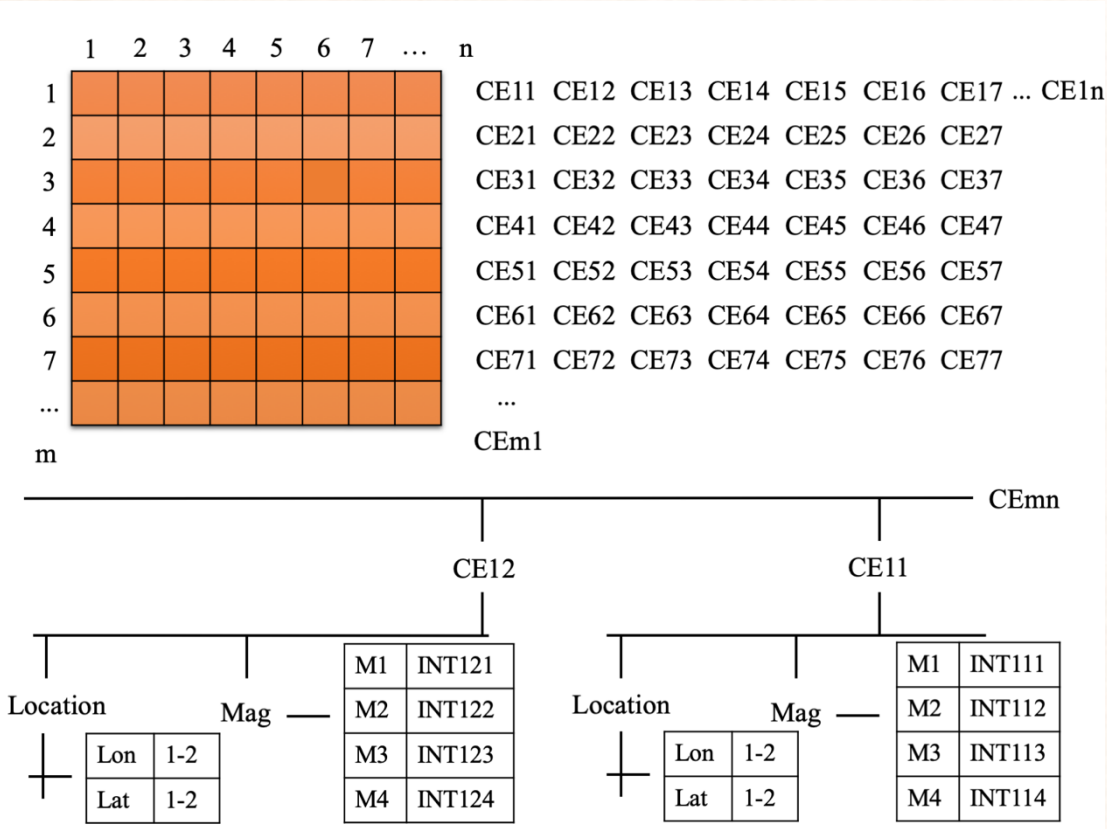 1 2 3 4 5 6 7 ... n
1 CE11 CE12 CE13 CE14 CE15 CE16 CE17 ... CE1n
2 CE21 CE22 CE23 CE24 CE25 CE26 CE27
3 CE31 CE32 CE33 CE34 CE35 CE36 CE37
4 CE41 CE42 CE43 CE44 CE45 CE46 CE47
5 CE51 CE52 CE53 CE54 CE55 CE56 CE57
6 CE61 CE62 CE63 CE64 CE65 CE66 CE67
7 CE71 CE72 CE73 CE74 CE75 CE76 CE77
... ...
m CEm1
CEmn
CE12
Location
Lon 1-2
Lat 1-2
Mag
M1 INT121
M2 INT122
M3 INT123
M4 INT124
CE11
Location
Lon 1-2
Lat 1-2
Mag
M1 INT111
M2 INT112
M3 INT113
M4 INT114